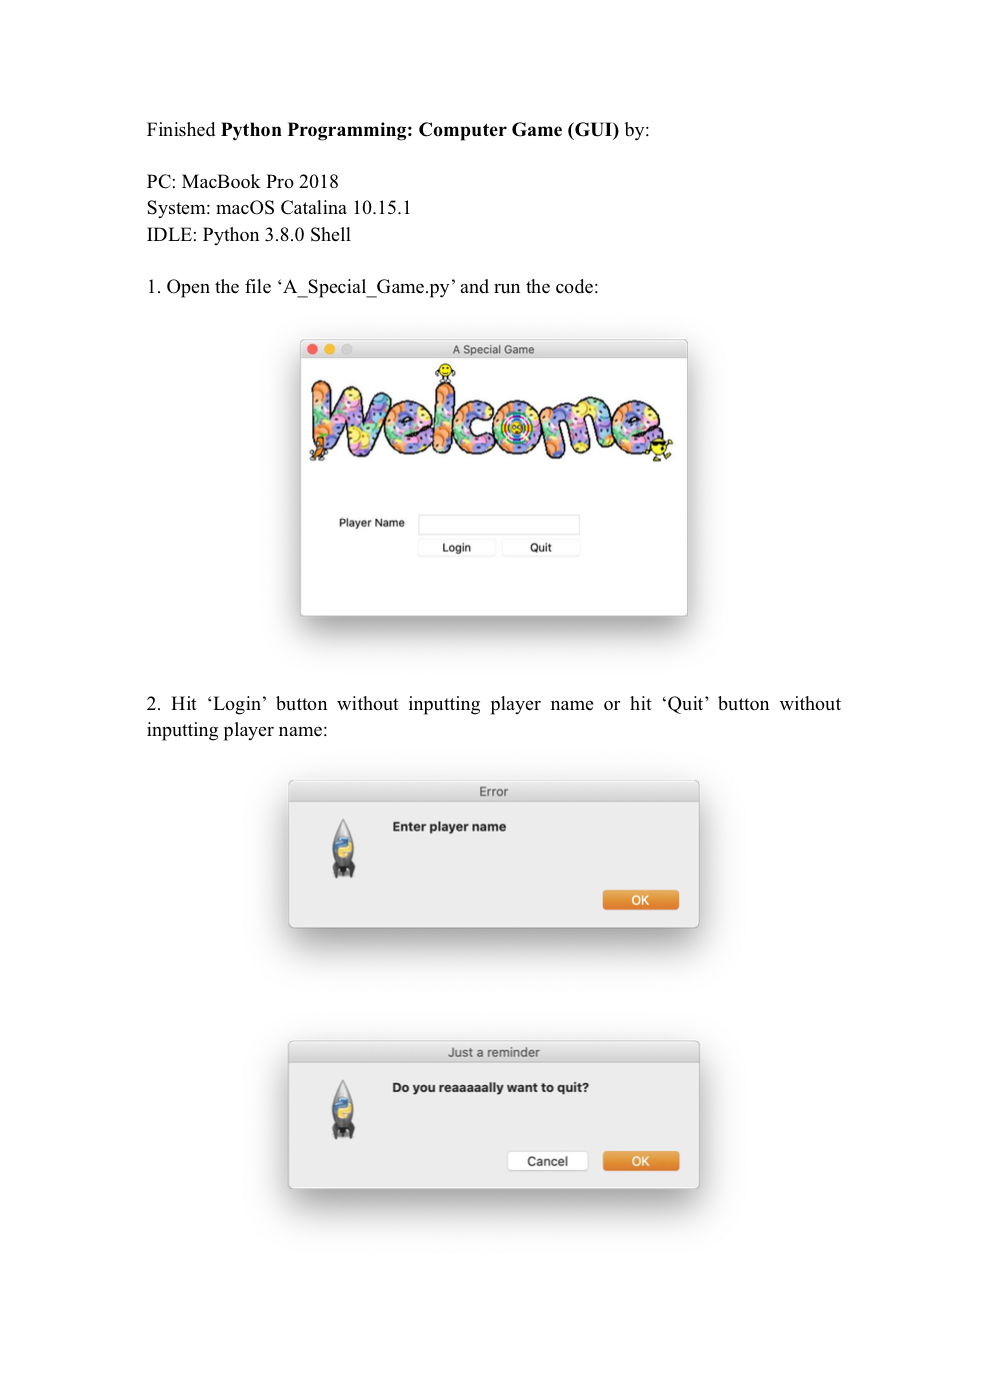 Finished Python Programming: Computer Game (GUI) by:
PC: MacBook Pro 2018
System: macOS Catalina 10.15.1
IDLE: Python 3.8.0 Shell
1. Open the file ‘A_Special_Game.py’ and run the code:
A Special Game
Welcome
Player Name
Login Quit
2. Hit ‘Login’ button without inputting player name or hit ‘Quit’ button without
inputting player name:
Error
Enter player name
OK
Just a reminder
Do you reaaaaally want to quit?
Cancel OK